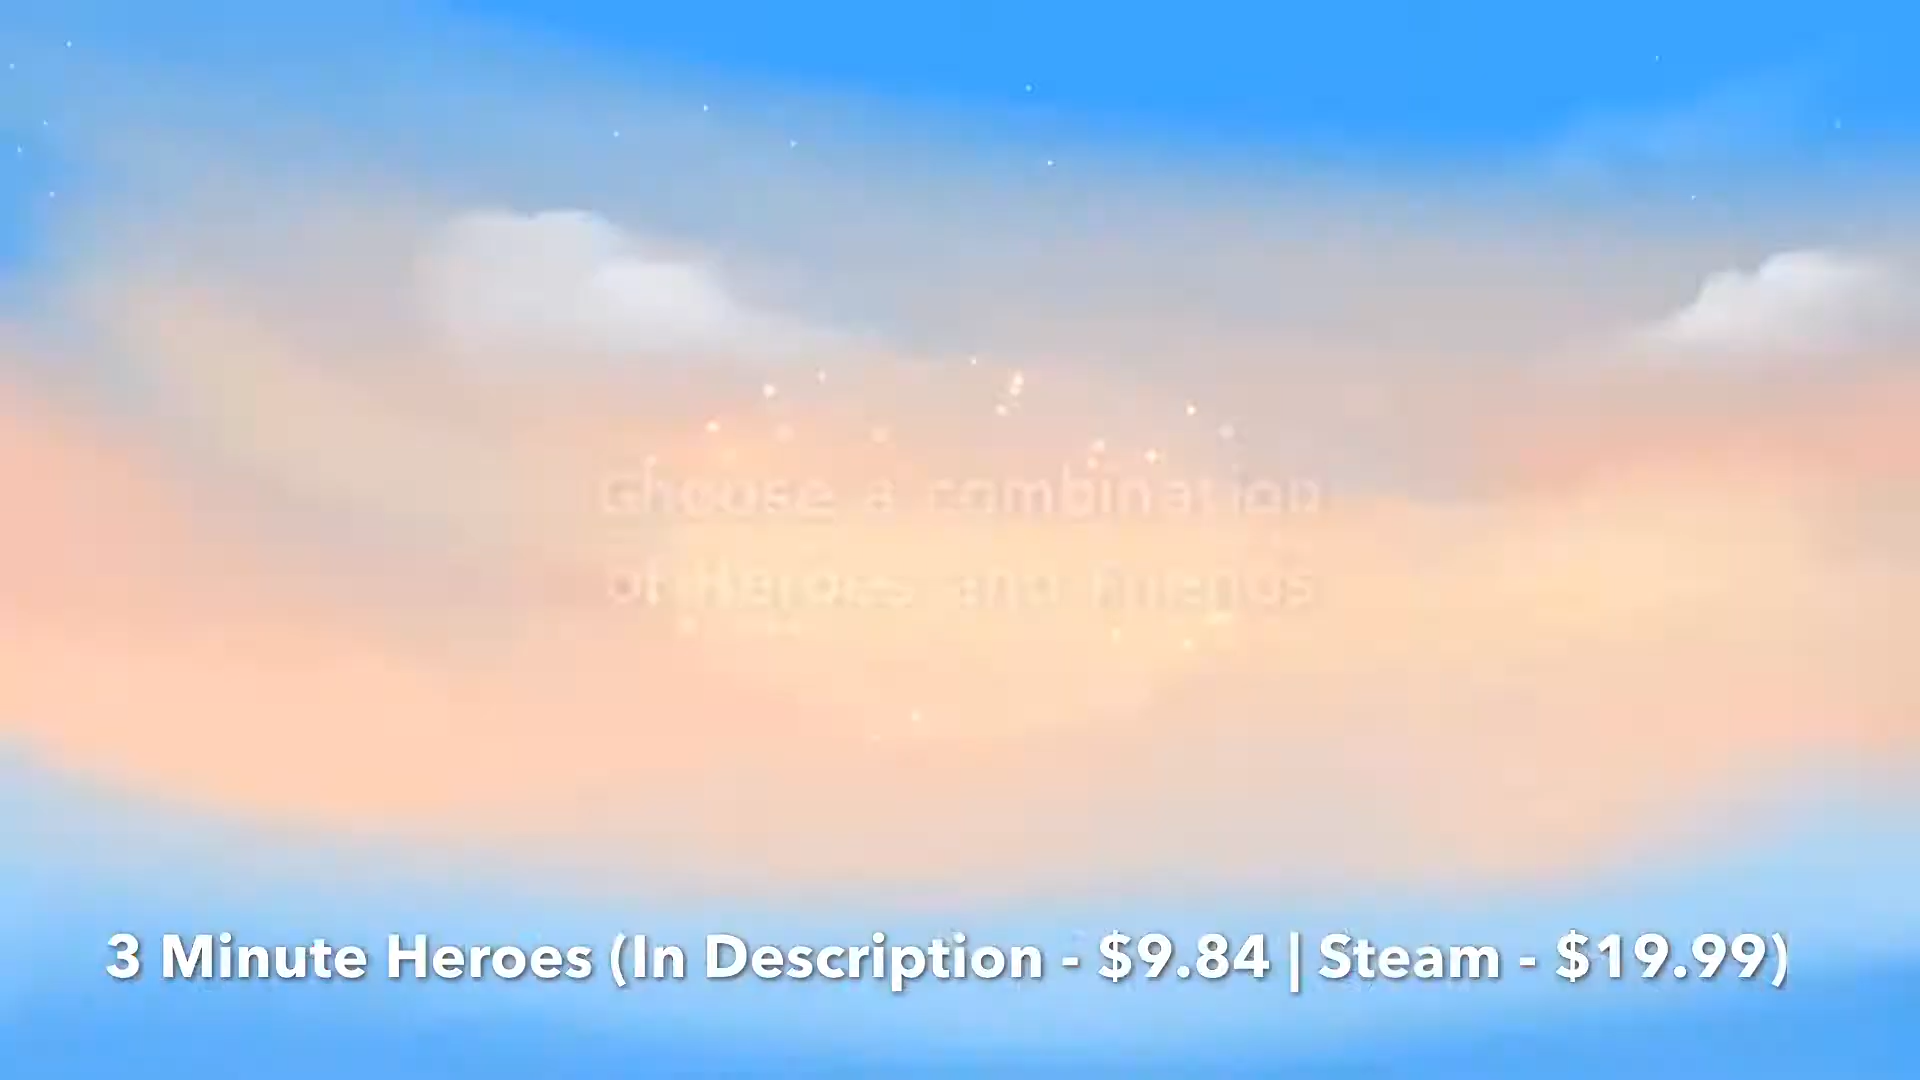 Choose a combination
of Heroes and Friends
3 Minute Heroes (In Description - $9.84 | Steam - $19.99)